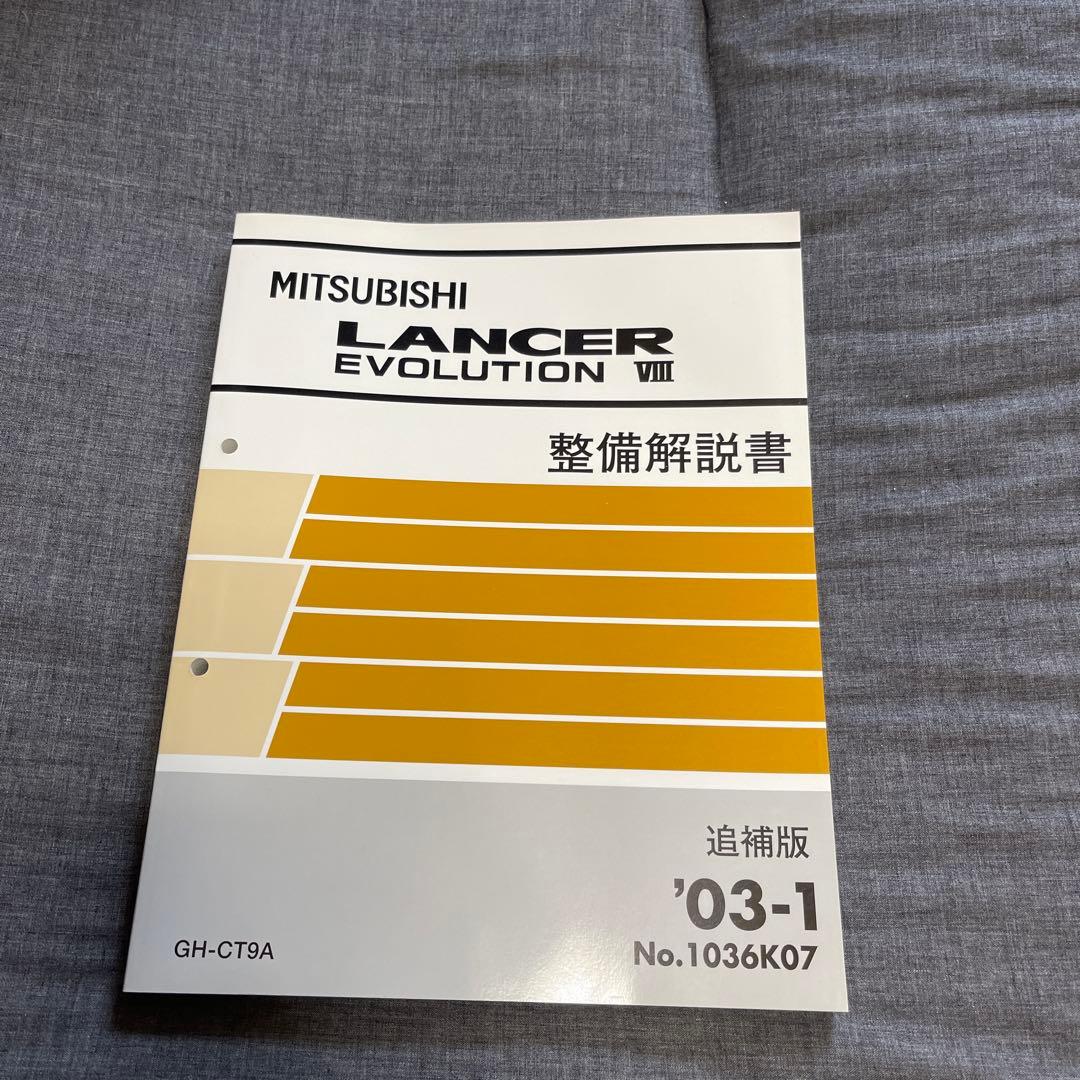 MITSUBISHI
LANCER
EVOLUTION VIII
整備解説書
追補版
'03-1
GH-CT9A
No.1036K07